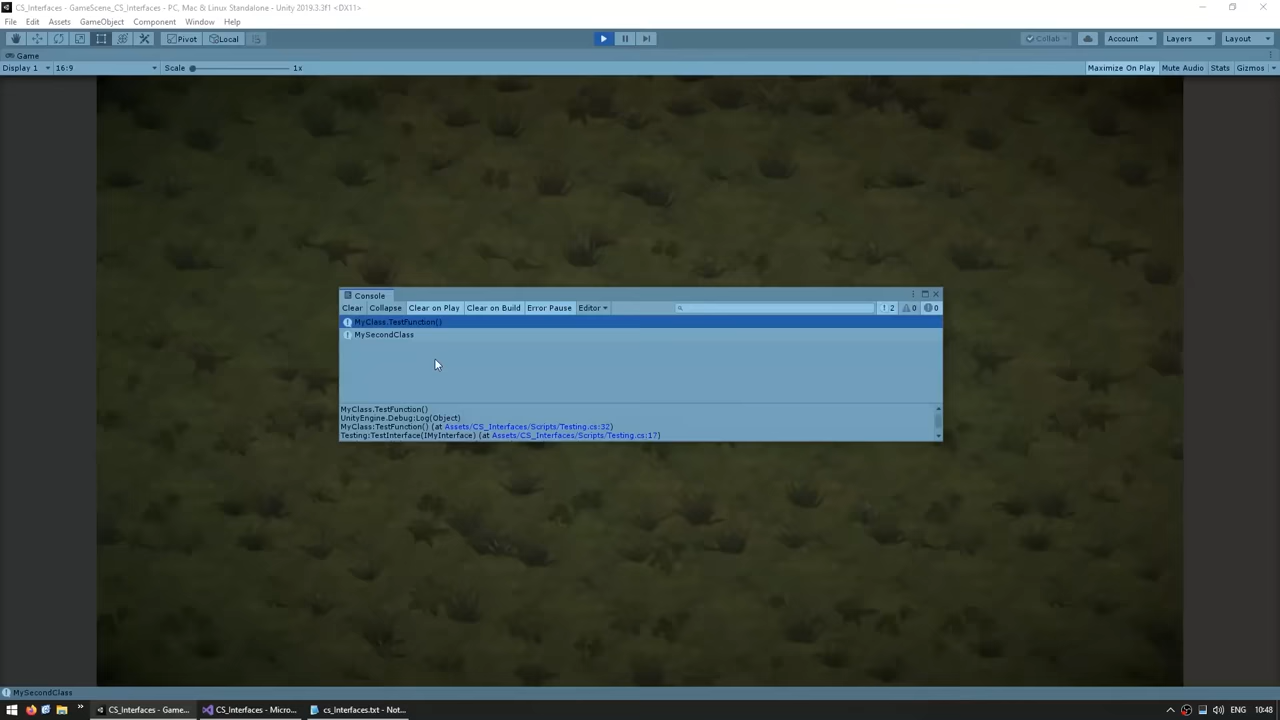 CS_Interfaces - GameScene_CS_Interfaces - PC, Mac & Linux Standalone - Unity 2019.3.3f1 <DX11>
File Edit Assets GameObject Component Window Help
Pivot Local Collab Account Layers Layout
Game
Display 1 16:9 Scale 1x Maximize On Play Mute Audio Stats Gizmos
Console
Clear Collapse Clear on Play Clear on Build Error Pause Editor 2 0 0
MyClass.TestFunction()
MySecondClass
MyClass.TestFunction()
UnityEngine.Debug:Log(Object)
MyClass:TestFunction() (at Assets/CS_Interfaces/Scripts/Testing.cs:32)
Testing:TestInterface(IMyInterface) (at Assets/CS_Interfaces/Scripts/Testing.cs:17)
MySecondClass
CS_Interfaces - Game... CS_Interfaces - Micro... cs_Interfaces.txt - Not... ENG 10:48